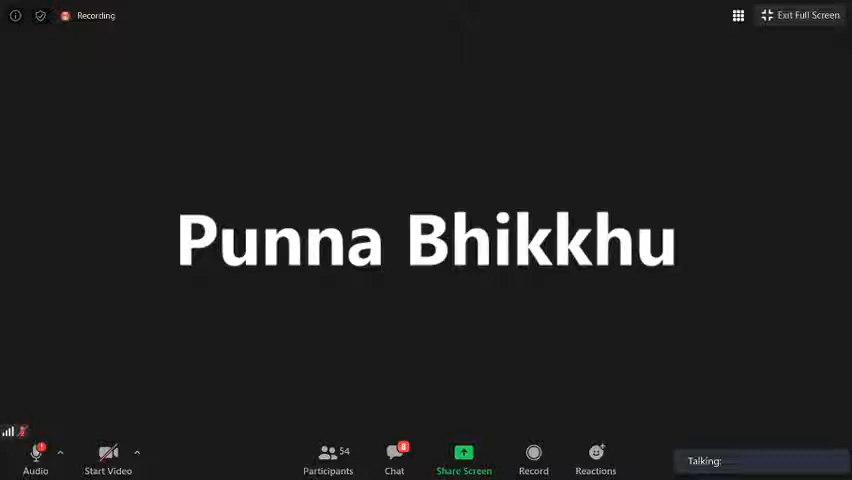 Recording
Exit Full Screen
Punna Bhikkhu
54
8
Audio
Start Video
Participants
Chat
Share Screen
Record
Reactions
Talking: